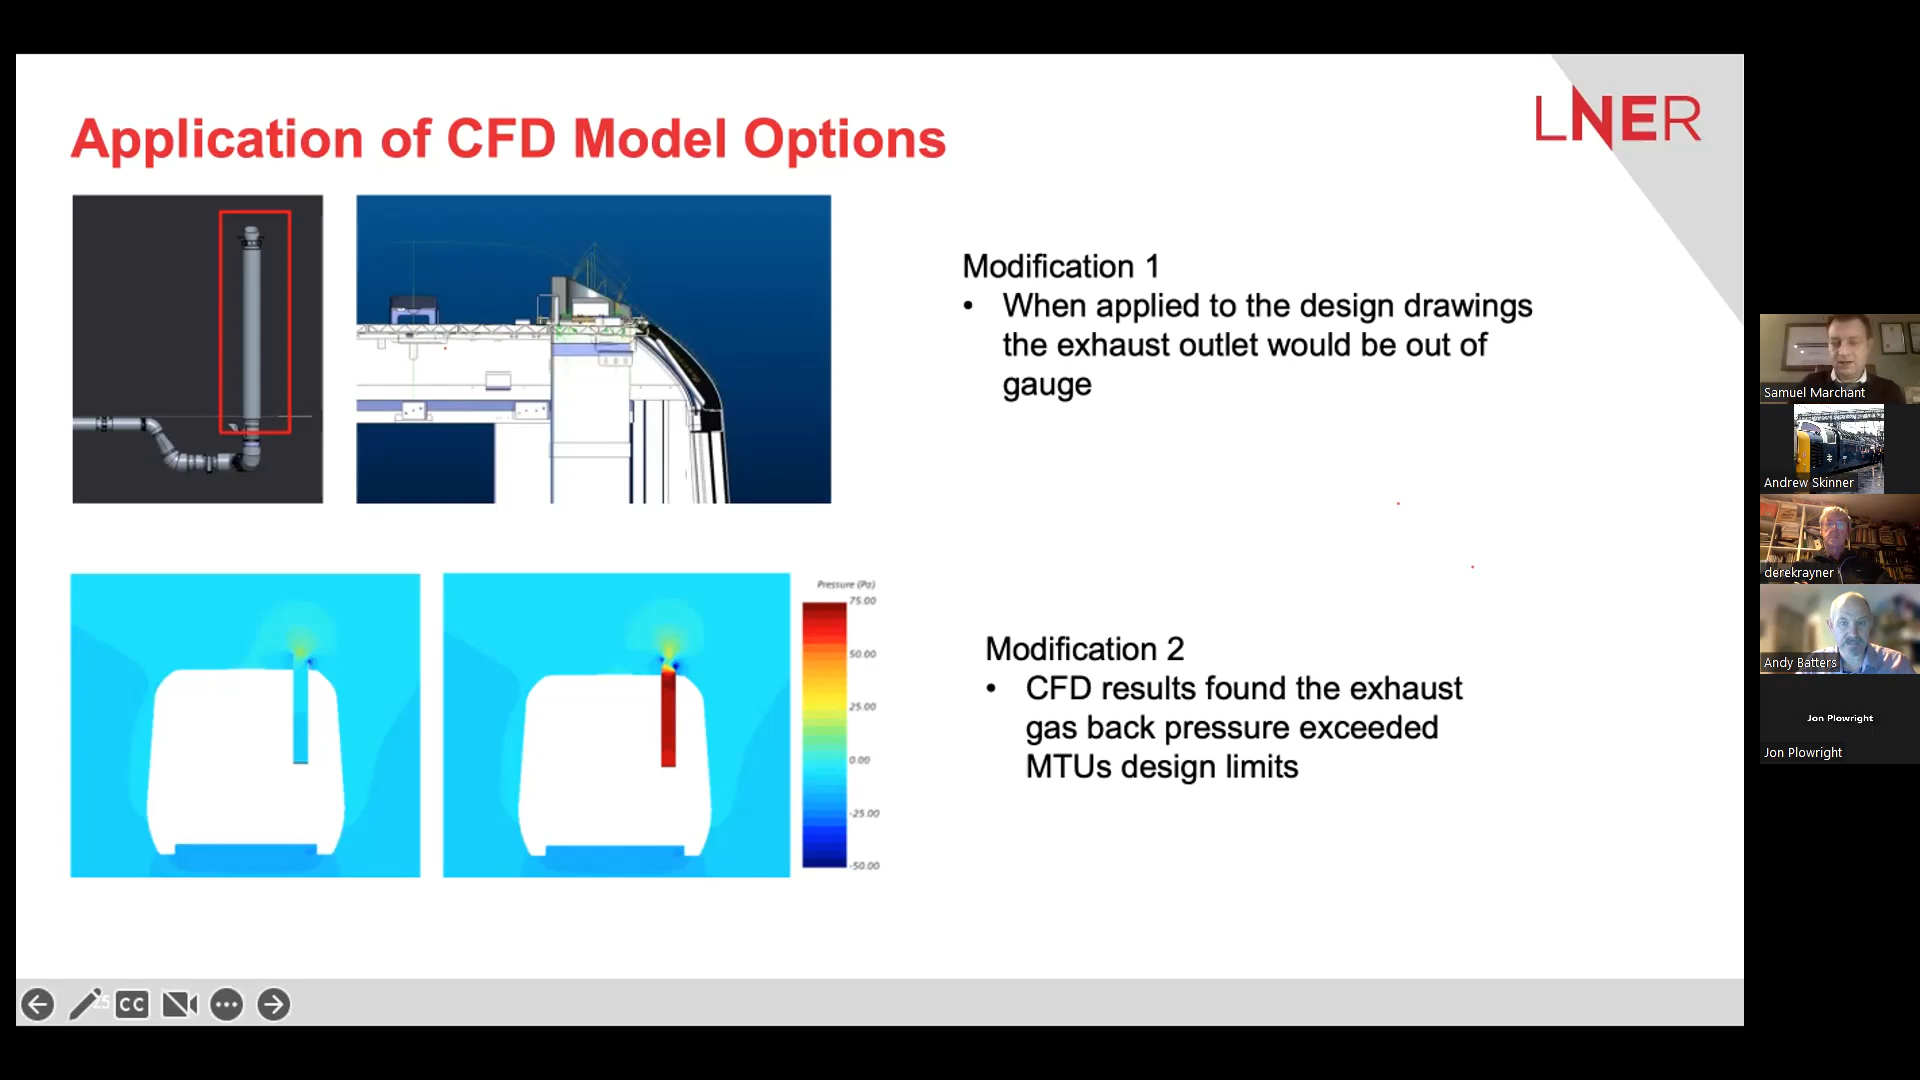 Application of CFD Model Options
LNER
Modification 1
• When applied to the design drawings
the exhaust outlet would be out of
gauge
Pressure (Pa)
75.00
50.00
25.00
0.00
-25.00
-50.00
Modification 2
• CFD results found the exhaust
gas back pressure exceeded
MTUs design limits
Samuel Marchant
Andrew Skinner
derekrayner
Andy Batters
Jon Plowright
Jon Plowright
25
CC